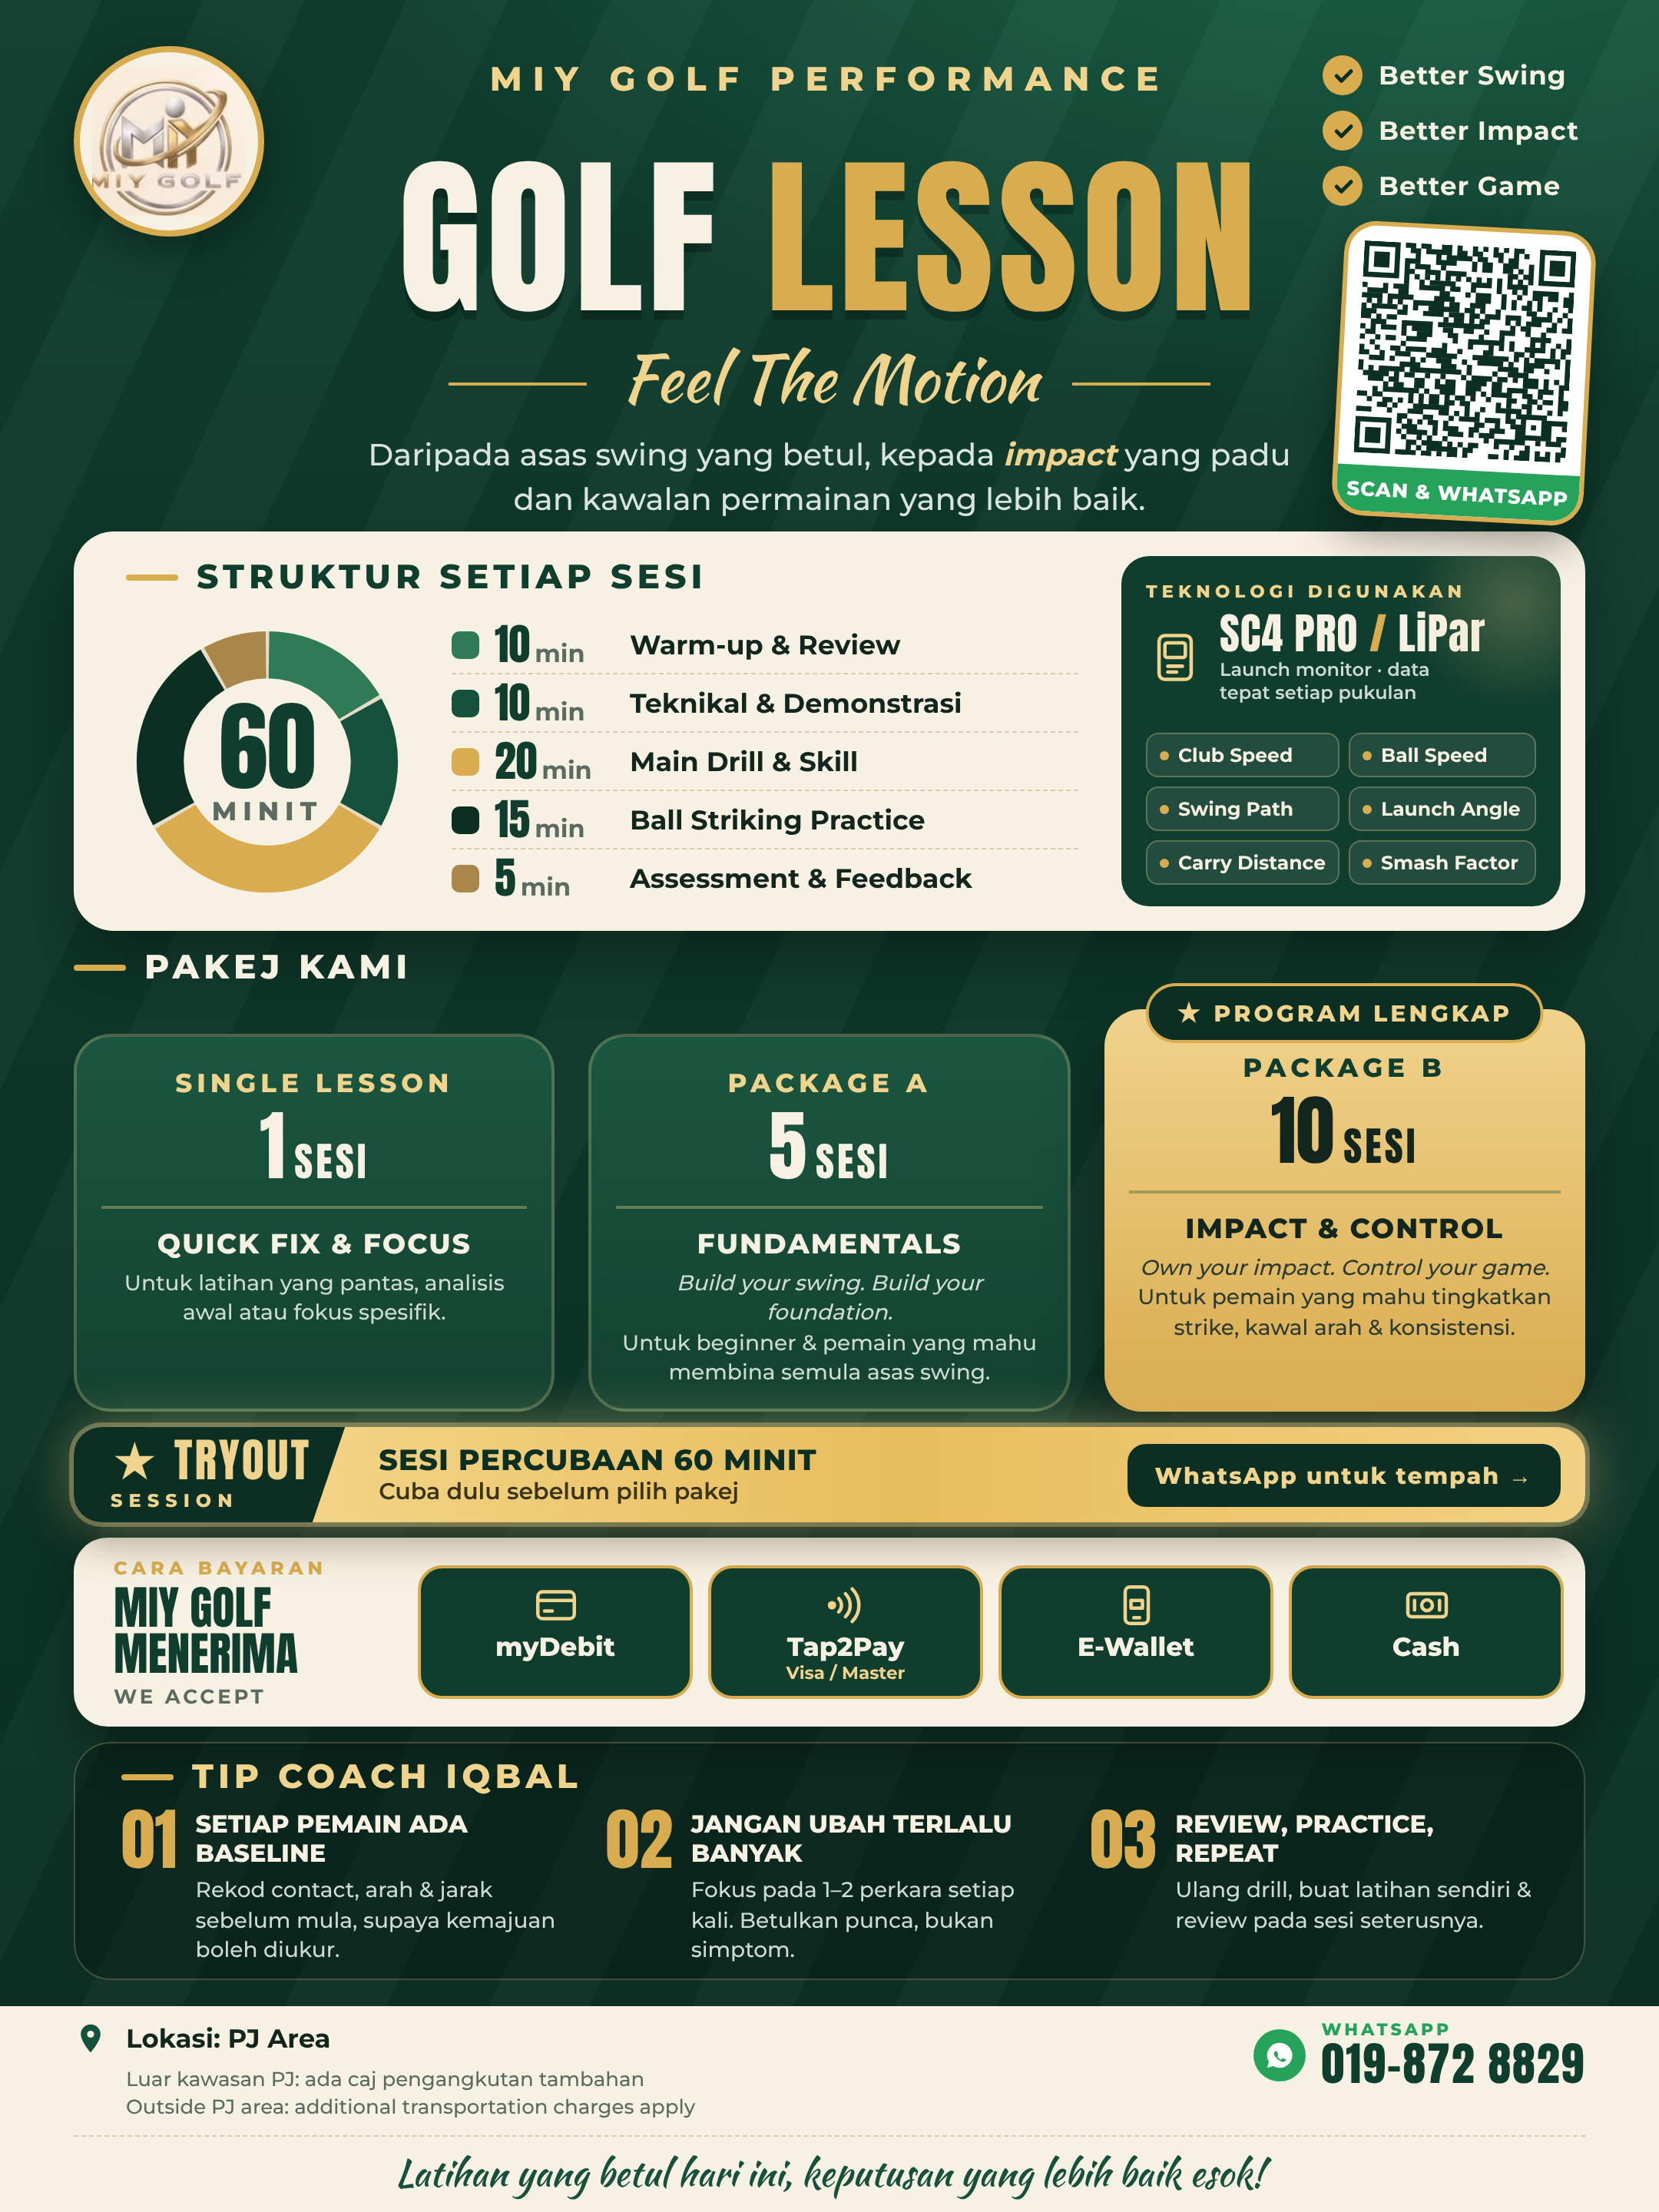 MIY GOLF
MIY GOLF PERFORMANCE
Better Swing
Better Impact
Better Game
GOLF LESSON
Feel The Motion
Daripada asas swing yang betul, kepada impact yang padu
dan kawalan permainan yang lebih baik.
SCAN & WHATSAPP
STRUKTUR SETIAP SESI
60
MINIT
10 min Warm-up & Review
10 min Teknikal & Demonstrasi
20 min Main Drill & Skill
15 min Ball Striking Practice
5 min Assessment & Feedback
TEKNOLOGI DIGUNAKAN
SC4 PRO / LiPar
Launch monitor · data
tepat setiap pukulan
Club Speed
Ball Speed
Swing Path
Launch Angle
Carry Distance
Smash Factor
PAKEJ KAMI
SINGLE LESSON
1 SESI
QUICK FIX & FOCUS
Untuk latihan yang pantas, analisis
awal atau fokus spesifik.
PACKAGE A
5 SESI
FUNDAMENTALS
Build your swing. Build your
foundation.
Untuk beginner & pemain yang mahu
membina semula asas swing.
★ PROGRAM LENGKAP
PACKAGE B
10 SESI
IMPACT & CONTROL
Own your impact. Control your game.
Untuk pemain yang mahu tingkatkan
strike, kawal arah & konsistensi.
★ TRYOUT
SESSION
SESI PERCUBAAN 60 MINIT
Cuba dulu sebelum pilih pakej
WhatsApp untuk tempah →
CARA BAYARAN
MIY GOLF
MENERIMA
WE ACCEPT
myDebit
Tap2Pay
Visa / Master
E-Wallet
Cash
TIP COACH IQBAL
01
SETIAP PEMAIN ADA
BASELINE
Rekod contact, arah & jarak
sebelum mula, supaya kemajuan
boleh diukur.
02
JANGAN UBAH TERLALU
BANYAK
Fokus pada 1–2 perkara setiap
kali. Betulkan punca, bukan
simptom.
03
REVIEW, PRACTICE,
REPEAT
Ulang drill, buat latihan sendiri &
review pada sesi seterusnya.
Lokasi: PJ Area
Luar kawasan PJ: ada caj pengangkutan tambahan
Outside PJ area: additional transportation charges apply
WHATSAPP
019-872 8829
Latihan yang betul hari ini, keputusan yang lebih baik esok!